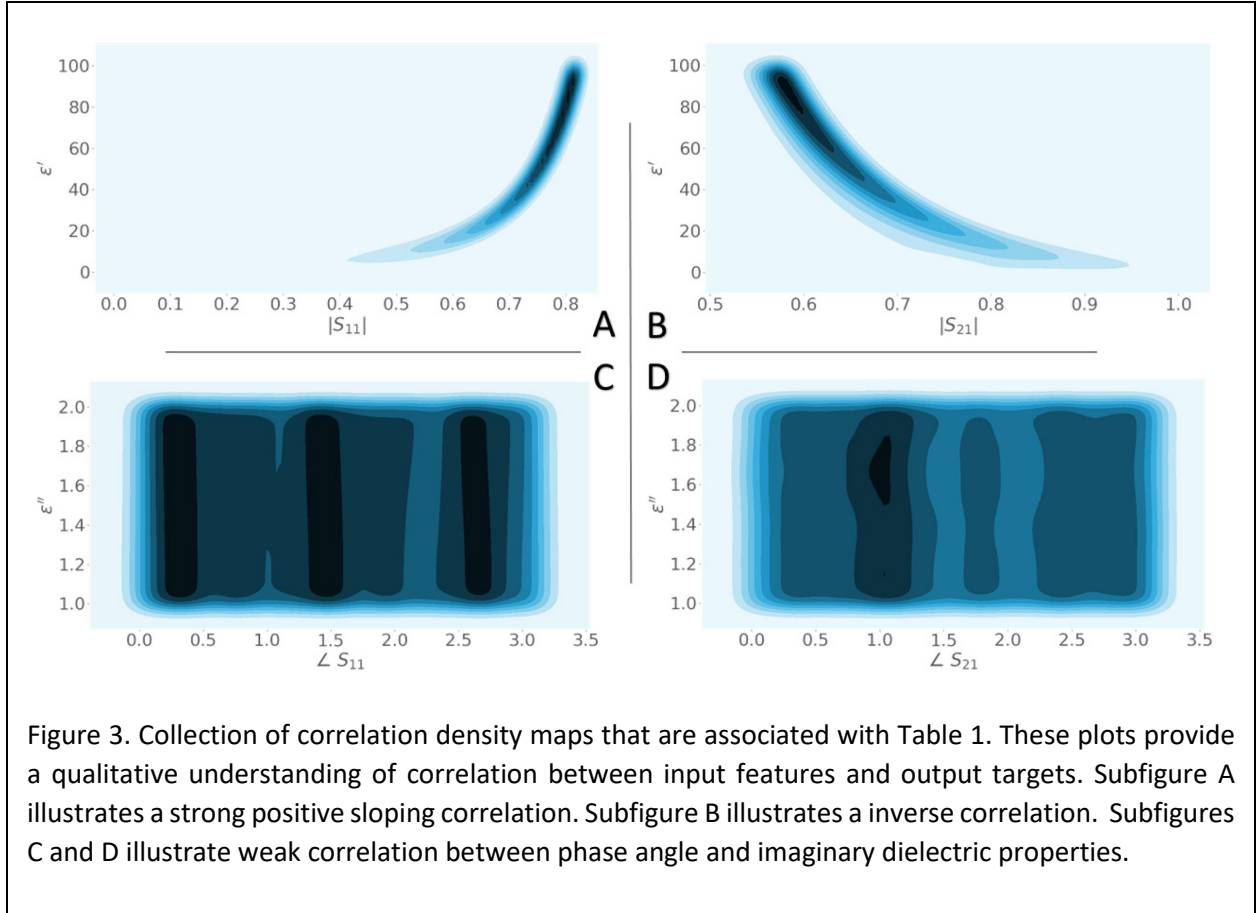 100
80
60
40
20
0
ε′
0.0 0.1 0.2 0.3 0.4 0.5 0.6 0.7 0.8
|S11|
100
80
60
40
20
0
ε′
0.5 0.6 0.7 0.8 0.9 1.0
|S21|
A B
C D
2.0
1.8
1.6
1.4
1.2
1.0
ε′′
0.0 0.5 1.0 1.5 2.0 2.5 3.0 3.5
∠ S11
2.0
1.8
1.6
1.4
1.2
1.0
ε′′
0.0 0.5 1.0 1.5 2.0 2.5 3.0 3.5
∠ S21
Figure 3. Collection of correlation density maps that are associated with Table 1. These plots provide
a qualitative understanding of correlation between input features and output targets. Subfigure A
illustrates a strong positive sloping correlation. Subfigure B illustrates a inverse correlation. Subfigures
C and D illustrate weak correlation between phase angle and imaginary dielectric properties.